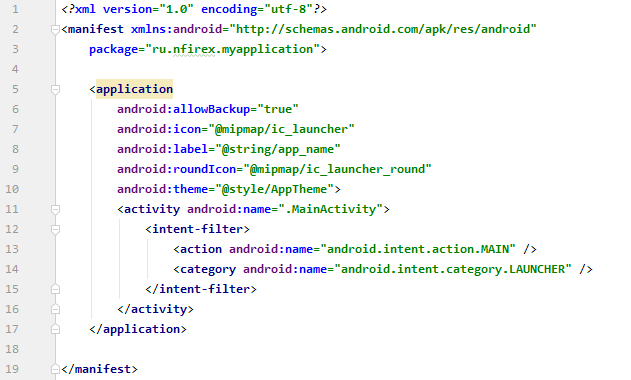 1 <?xml version="1.0" encoding="utf-8"?>
2 <manifest xmlns:android="http://schemas.android.com/apk/res/android"
3     package="ru.nfirex.myapplication">
4
5     <application
6         android:allowBackup="true"
7         android:icon="@mipmap/ic_launcher"
8         android:label="@string/app_name"
9         android:roundIcon="@mipmap/ic_launcher_round"
10         android:theme="@style/AppTheme">
11         <activity android:name=".MainActivity">
12             <intent-filter>
13                 <action android:name="android.intent.action.MAIN" />
14                 <category android:name="android.intent.category.LAUNCHER" />
15             </intent-filter>
16         </activity>
17     </application>
18
19 </manifest>